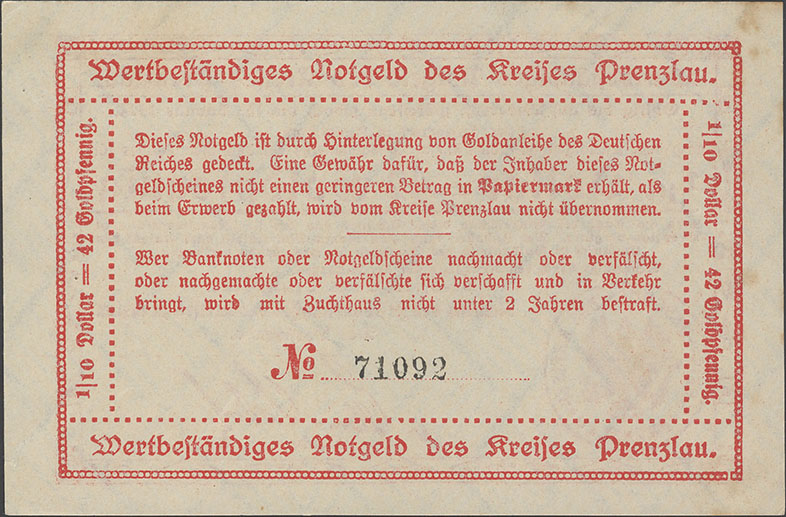 Wertbeständiges Notgeld des Kreises Prenzlau.
1/10 Dollar = 42 Goldpfennig.
Dieses Notgeld ist durch Hinterlegung von Goldanleihe des Deutschen
Reiches gedeckt. Eine Gewähr dafür, daß der Inhaber dieses Not-
geldscheines nicht einen geringeren Betrag in Papiermark erhält, als
beim Erwerb gezahlt, wird vom Kreise Prenzlau nicht übernommen.
Wer Banknoten oder Notgeldscheine nachmacht oder verfälscht,
oder nachgemachte oder verfälschte sich verschafft und in Verkehr
bringt, wird mit Zuchthaus nicht unter 2 Jahren bestraft.
No 71092
1/10 Dollar = 42 Goldpfennig.
Wertbeständiges Notgeld des Kreises Prenzlau.